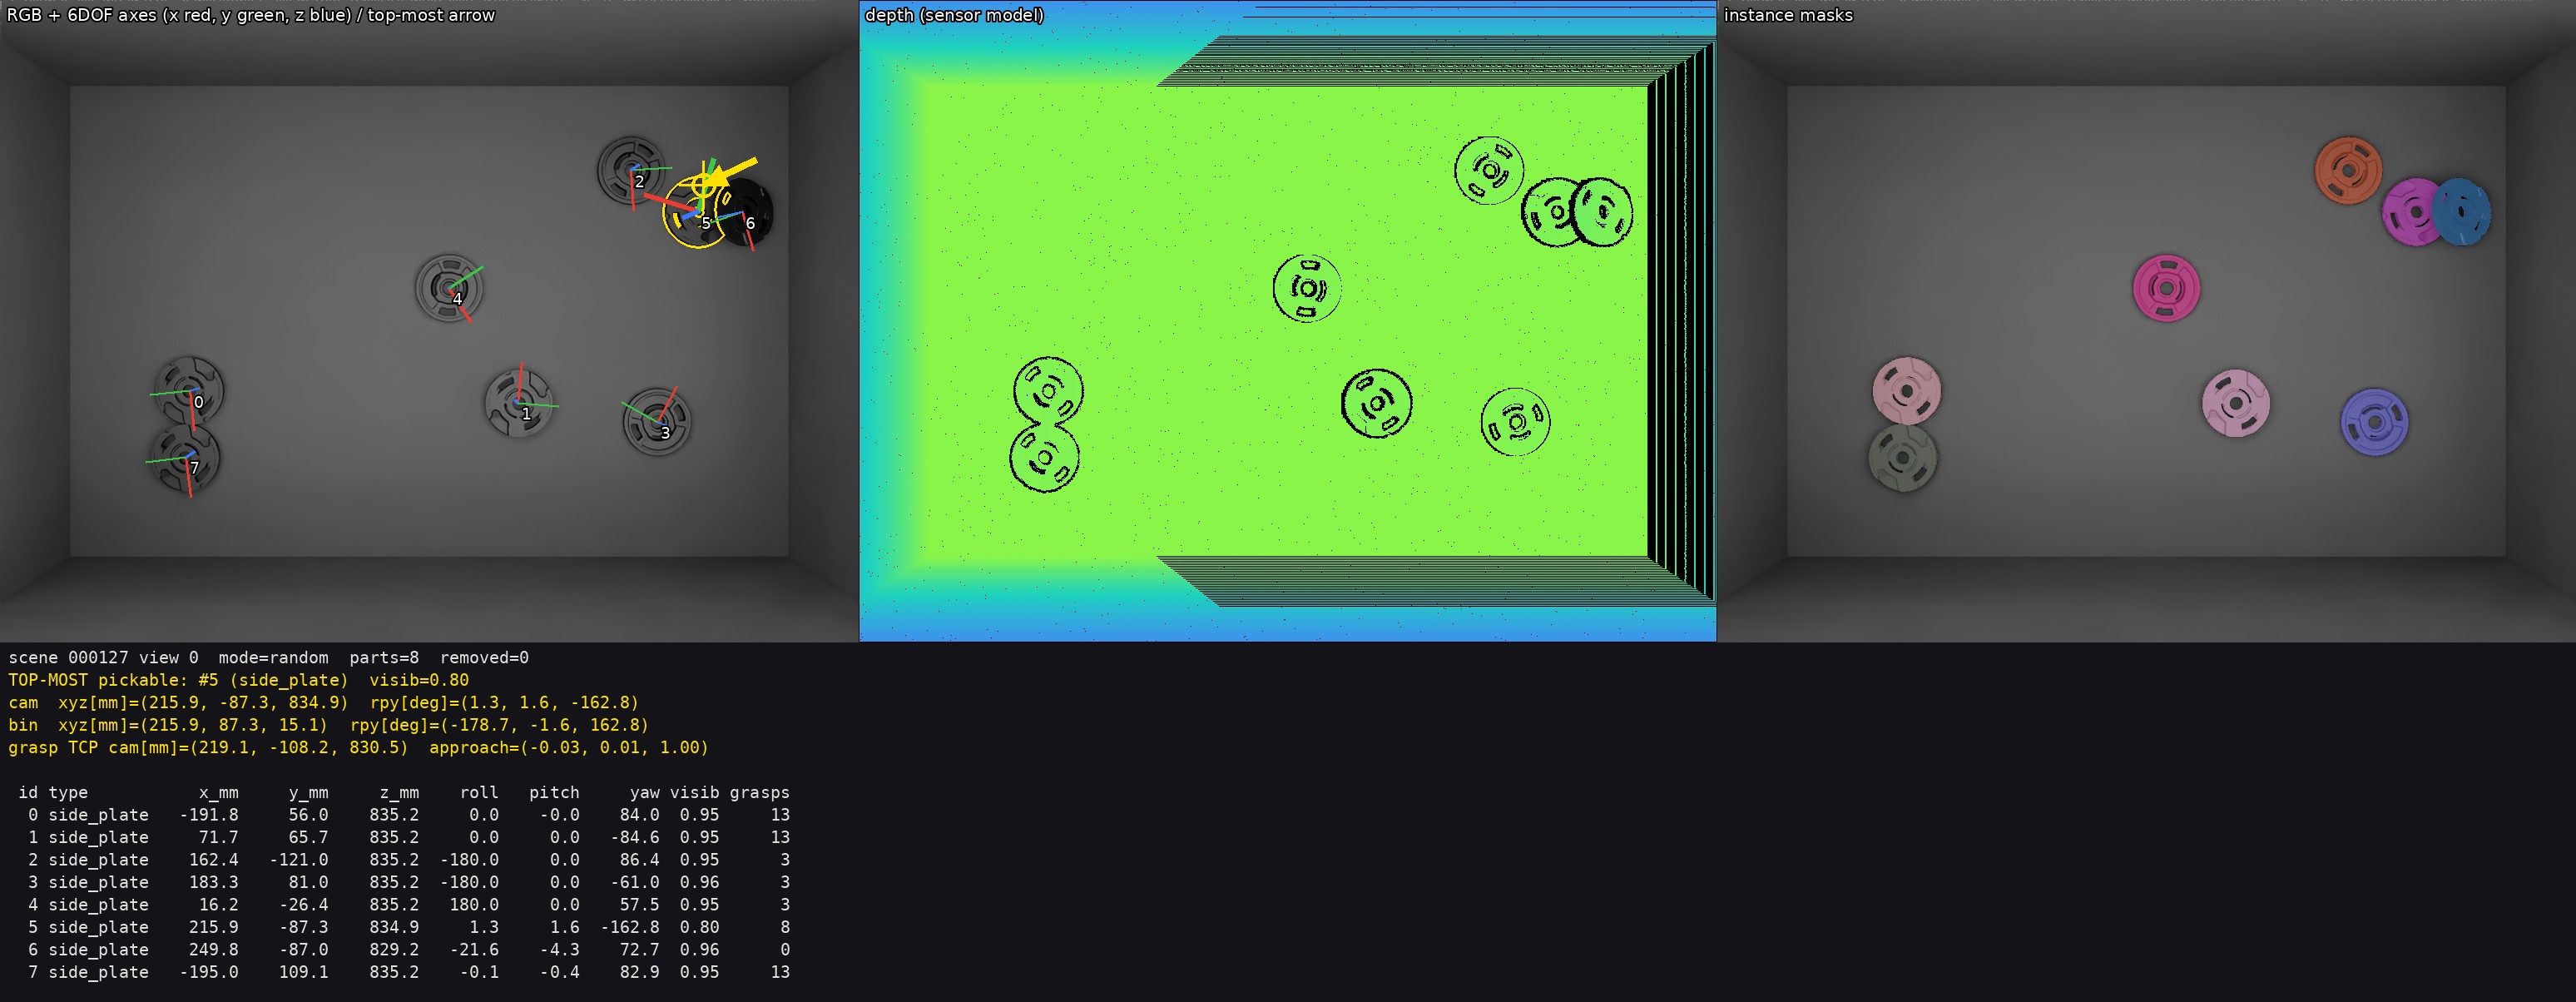 RGB + 6DOF axes (x red, y green, z blue) / top-most arrow
depth (sensor model)
instance masks
2
5
6
4
0
1
3
7
scene 000127 view 0  mode=random  parts=8  removed=0
TOP-MOST pickable: #5 (side_plate)  visib=0.80
cam  xyz[mm]=(215.9, -87.3, 834.9)  rpy[deg]=(1.3, 1.6, -162.8)
bin  xyz[mm]=(215.9, 87.3, 15.1)  rpy[deg]=(-178.7, -1.6, 162.8)
grasp TCP cam[mm]=(219.1, -108.2, 830.5)  approach=(-0.03, 0.01, 1.00)
id type x_mm y_mm z_mm roll pitch yaw visib grasps
0 side_plate -191.8 56.0 835.2 0.0 -0.0 84.0 0.95 13
1 side_plate 71.7 65.7 835.2 0.0 0.0 -84.6 0.95 13
2 side_plate 162.4 -121.0 835.2 -180.0 0.0 86.4 0.95 3
3 side_plate 183.3 81.0 835.2 -180.0 0.0 -61.0 0.96 3
4 side_plate 16.2 -26.4 835.2 180.0 0.0 57.5 0.95 3
5 side_plate 215.9 -87.3 834.9 1.3 1.6 -162.8 0.80 8
6 side_plate 249.8 -87.0 829.2 -21.6 -4.3 72.7 0.96 0
7 side_plate -195.0 109.1 835.2 -0.1 -0.4 82.9 0.95 13